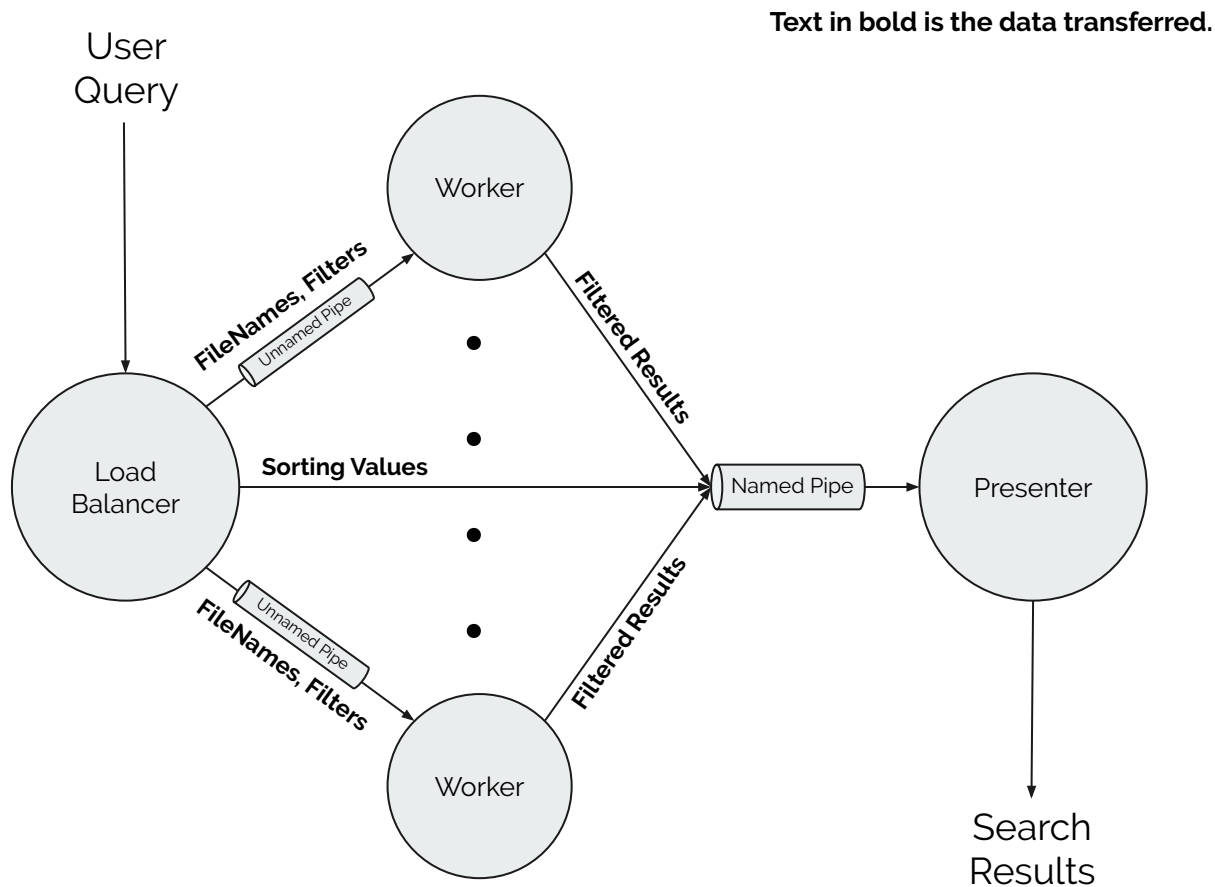 Text in bold is the data transferred.
User
Query
Worker
FileNames, Filters
Unnamed Pipe
Filtered Results
Load
Balancer
Sorting Values
Named Pipe
Presenter
Unnamed Pipe
FileNames, Filters
Filtered Results
Worker
Search
Results